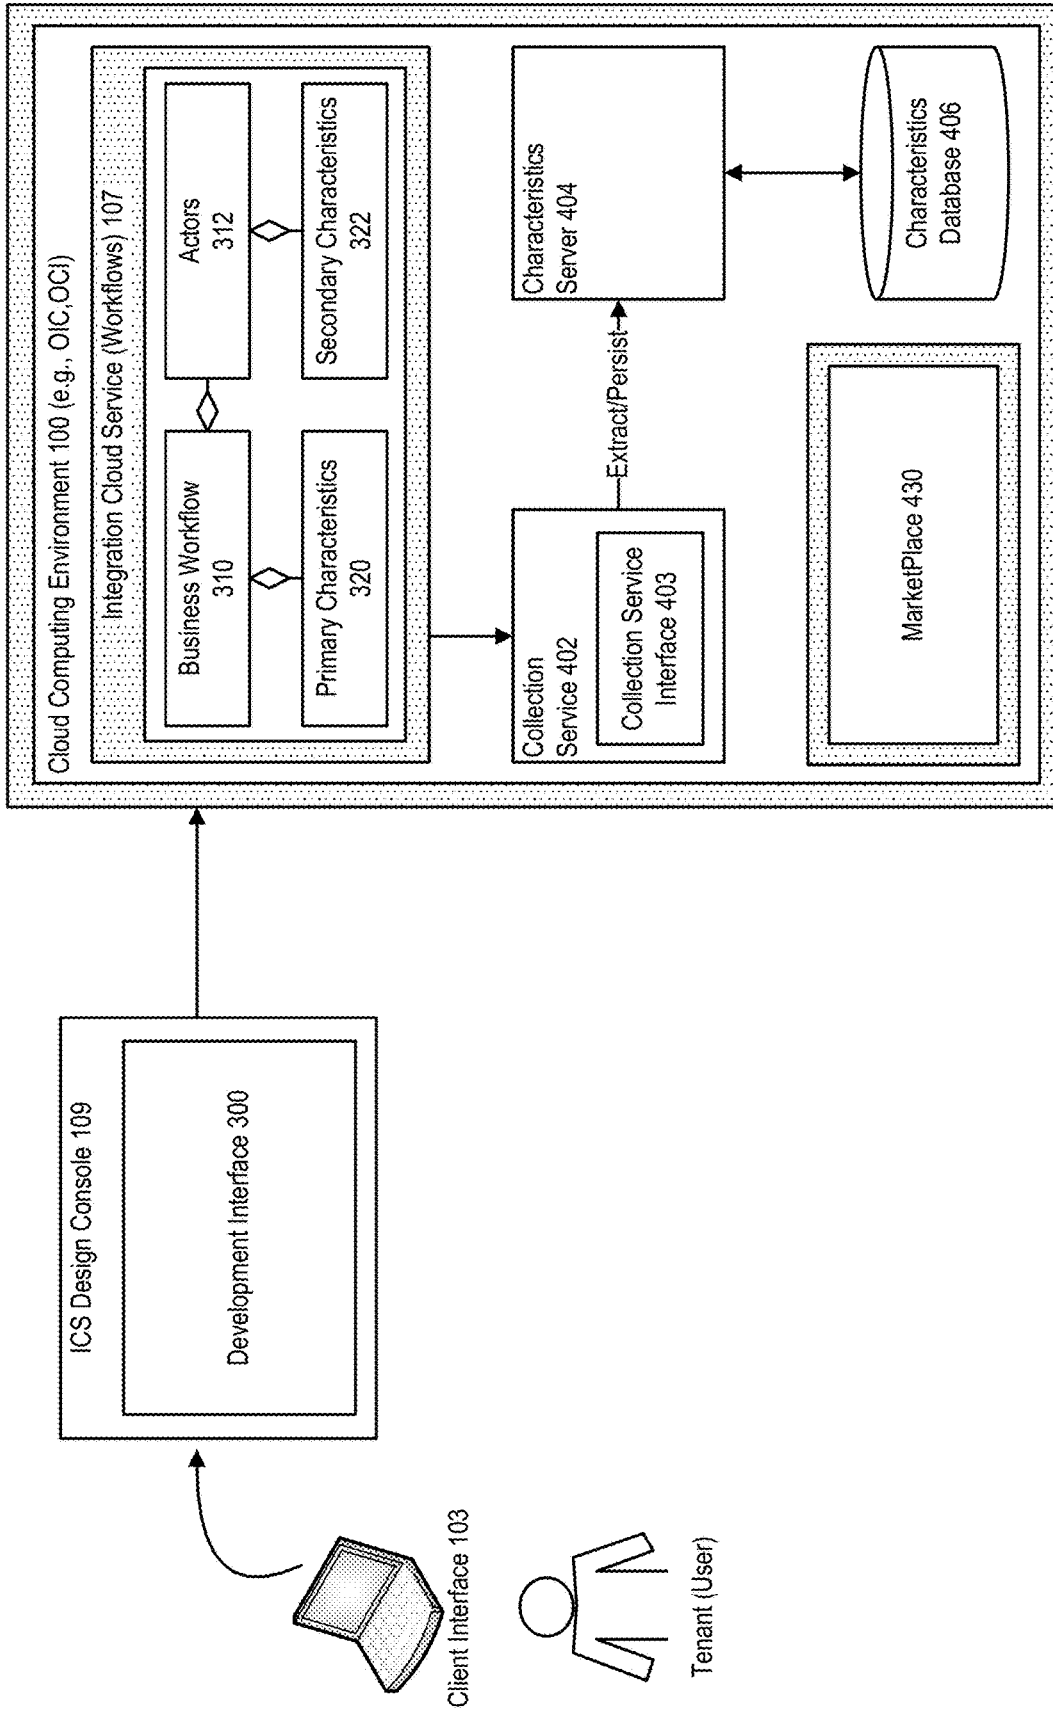 Client Interface 103
Tenant (User)
ICS Design Console 109
Development Interface 300
Cloud Computing Environment 100 (e.g., OIC,OCI)
Integration Cloud Service (Workflows) 107
Business Workflow
310
Actors
312
Primary Characteristics
320
Secondary Characteristics
322
Collection
Service 402
Collection Service
Interface 403
Extract/Persist
Characteristics
Server 404
MarketPlace 430
Characteristics
Database 406